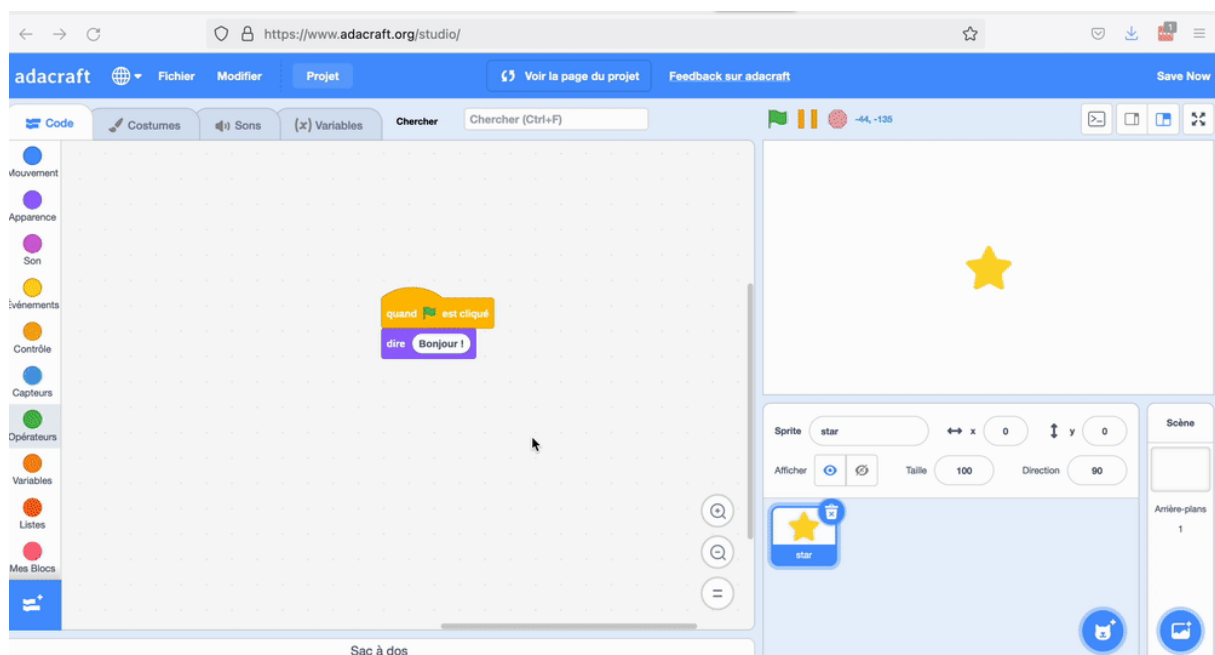 https://www.adacraft.org/studio/
1
adacraft Fichier Modifier Projet Voir la page du projet Feedback sur adacraft Save Now
Code Costumes Sons (x) Variables Chercher Chercher (Ctrl+F) -44, -135
Mouvement
Apparence
Son
Événements
Contrôle
Capteurs
Opérateurs
Variables
Listes
Mes Blocs
quand est cliqué
dire Bonjour !
Sac à dos
Sprite star x 0 y 0
Afficher Taille 100 Direction 90
star
Scène
Arrière-plans
1